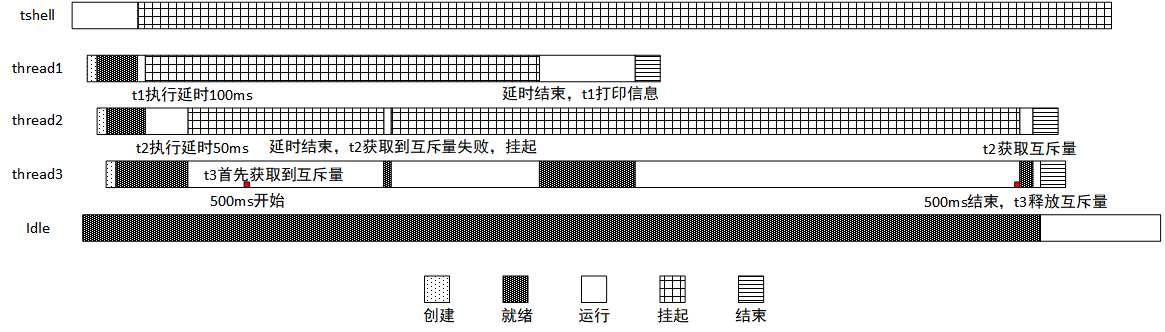 tshell
thread1
t1执行延时100ms
延时结束，t1打印信息
thread2
t2执行延时50ms
延时结束，t2获取到互斥量失败，挂起
t2获取互斥量
thread3
t3首先获取到互斥量
500ms开始
500ms结束，t3释放互斥量
Idle
创建
就绪
运行
挂起
结束